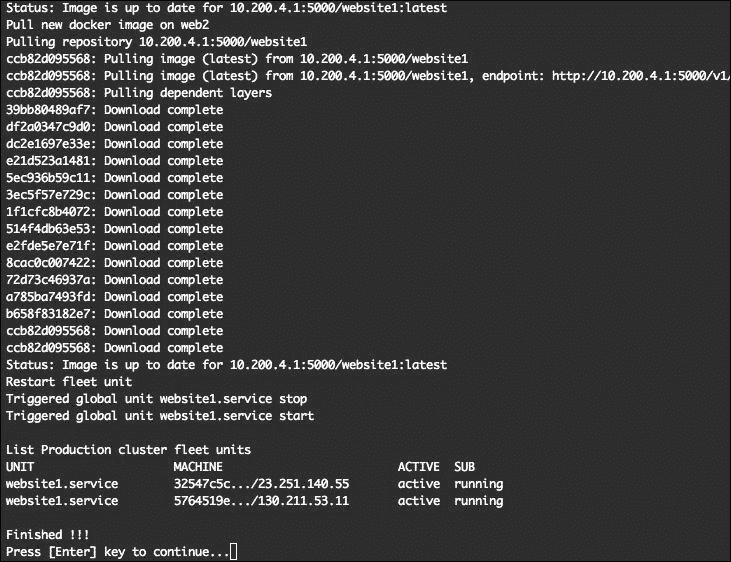 Status: Image is up to date for 10.200.4.1:5000/website1:latest
Pull new docker image on web2
Pulling repository 10.200.4.1:5000/website1
ccb82d095568: Pulling image (latest) from 10.200.4.1:5000/website1
ccb82d095568: Pulling image (latest) from 10.200.4.1:5000/website1, endpoint: http://10.200.4.1:5000/v1/
ccb82d095568: Pulling dependent layers
39bb80489af7: Download complete
df2a0347c9d0: Download complete
dc2e1697e33e: Download complete
e21d523a1481: Download complete
5ec936b59c11: Download complete
3ec5f57e729c: Download complete
1f1cfc8b4072: Download complete
514f4db63e53: Download complete
e2fde5e7e71f: Download complete
8cac0c007422: Download complete
72d73c46937a: Download complete
a785ba7493fd: Download complete
b658f83182e7: Download complete
ccb82d095568: Download complete
ccb82d095568: Download complete
Status: Image is up to date for 10.200.4.1:5000/website1:latest
Restart fleet unit
Triggered global unit website1.service stop
Triggered global unit website1.service start
List Production cluster fleet units
UNIT MACHINE ACTIVE SUB
website1.service 32547c5c.../23.251.140.55 active running
website1.service 5764519e.../130.211.53.11 active running
Finished !!!
Press [Enter] key to continue...